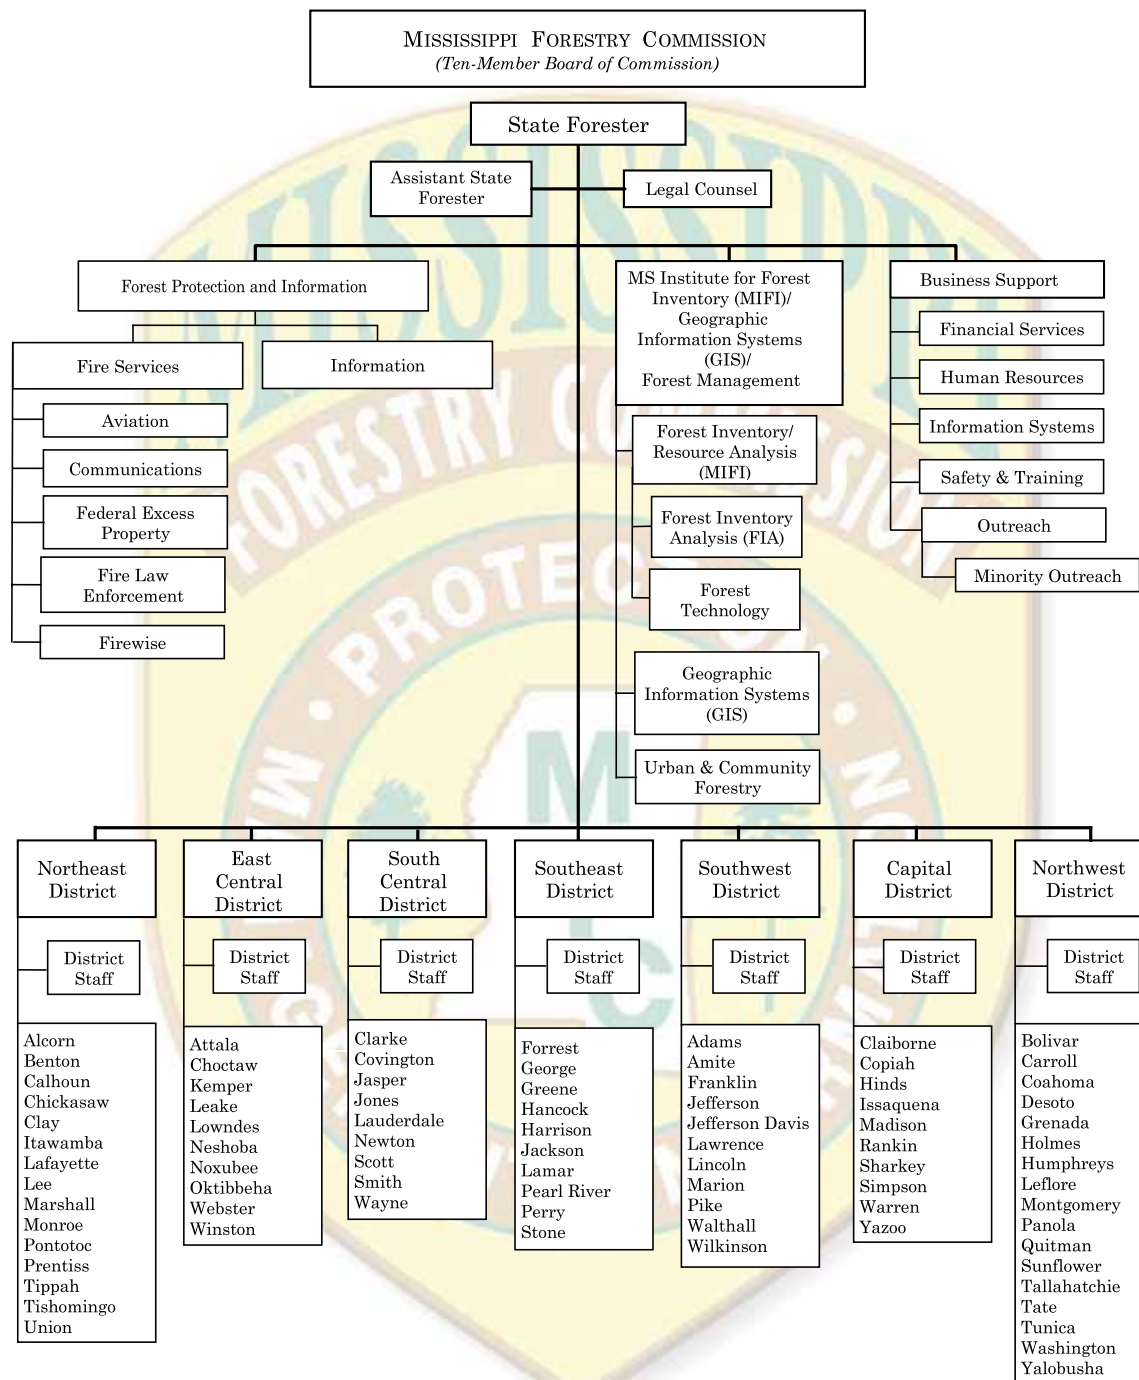 MISSISSIPPI FORESTRY COMMISSION
(Ten-Member Board of Commission)
State Forester
Assistant State
Forester
Legal Counsel
Forest Protection and Information
Fire Services
Information
Aviation
Communications
Federal Excess
Property
Fire Law
Enforcement
Firewise
MS Institute for Forest
Inventory (MIFI)/
Geographic
Information Systems
(GIS)/
Forest Management
Forest Inventory/
Resource Analysis
(MIFI)
Forest Inventory
Analysis (FIA)
Forest
Technology
Geographic
Information Systems
(GIS)
Urban & Community
Forestry
Business Support
Financial Services
Human Resources
Information Systems
Safety & Training
Outreach
Minority Outreach
Northeast
District
District
Staff
Alcorn
Benton
Calhoun
Chickasaw
Clay
Itawamba
Lafayette
Lee
Marshall
Monroe
Pontotoc
Prentiss
Tippah
Tishomingo
Union
East
Central
District
District
Staff
Attala
Choctaw
Kemper
Leake
Lowndes
Neshoba
Noxubee
Oktibbeha
Webster
Winston
South
Central
District
District
Staff
Clarke
Covington
Jasper
Jones
Lauderdale
Newton
Scott
Smith
Wayne
Southeast
District
District
Staff
Forrest
George
Greene
Hancock
Harrison
Jackson
Lamar
Pearl River
Perry
Stone
Southwest
District
District
Staff
Adams
Amite
Franklin
Jefferson
Jefferson Davis
Lawrence
Lincoln
Marion
Pike
Walthall
Wilkinson
Capital
District
District
Staff
Claiborne
Copiah
Hinds
Issaquena
Madison
Rankin
Sharkey
Simpson
Warren
Yazoo
Northwest
District
District
Staff
Bolivar
Carroll
Coahoma
Desoto
Grenada
Holmes
Humphreys
Leflore
Montgomery
Panola
Quitman
Sunflower
Tallahatchie
Tate
Tunica
Washington
Yalobusha
MISSISSIPPI
FORESTRY COMMISSION